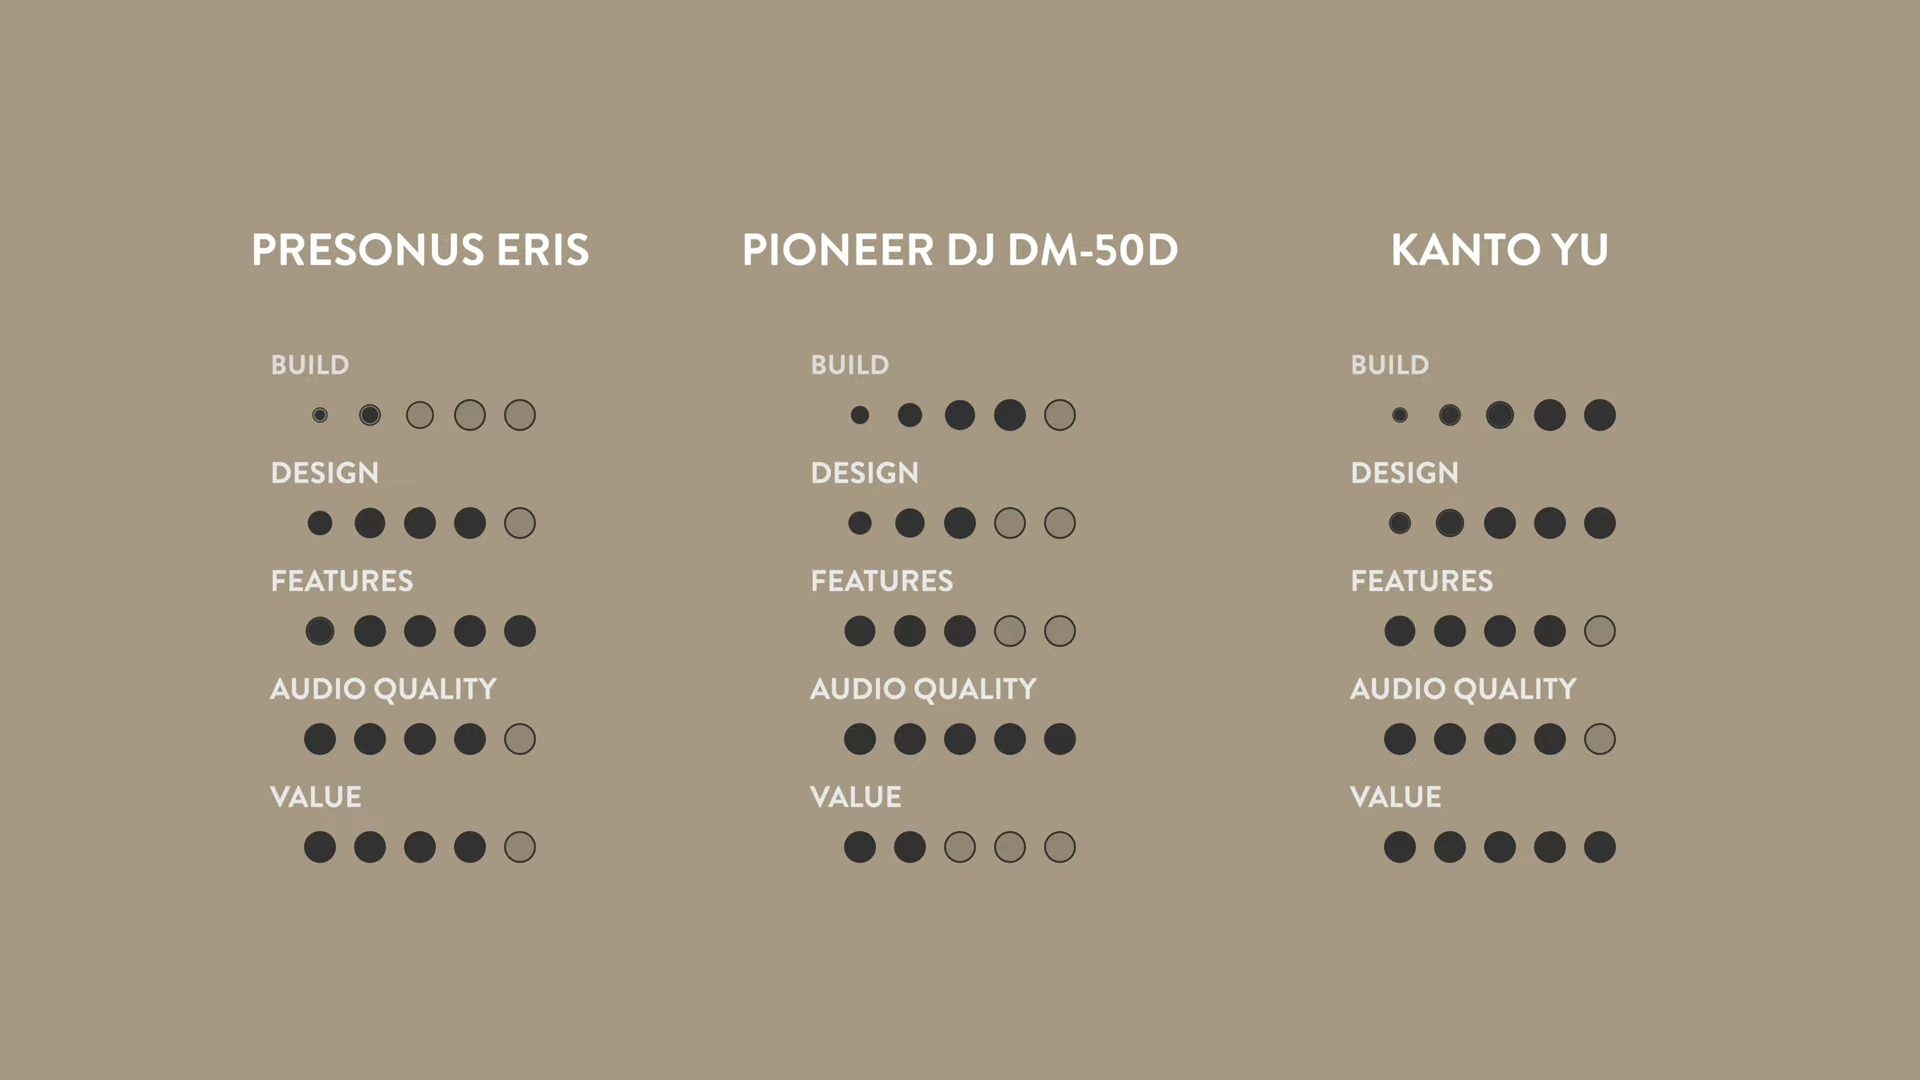 PRESONUS ERIS
BUILD
DESIGN
FEATURES
AUDIO QUALITY
VALUE
PIONEER DJ DM-50D
BUILD
DESIGN
FEATURES
AUDIO QUALITY
VALUE
KANTO YU
BUILD
DESIGN
FEATURES
AUDIO QUALITY
VALUE